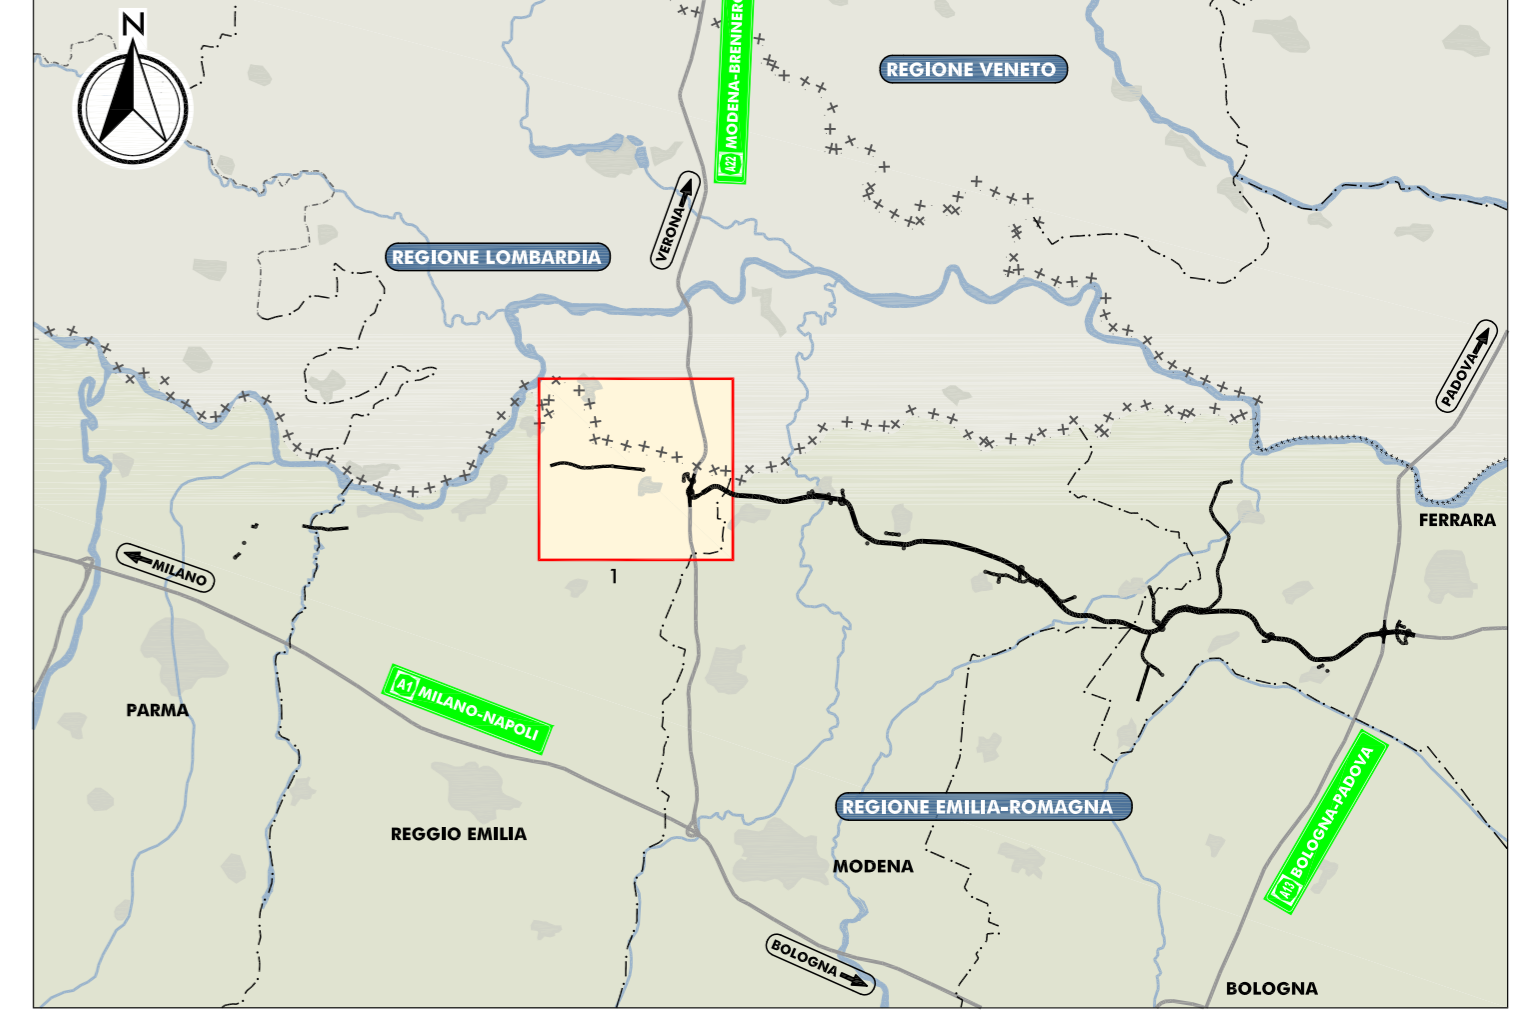 N
A22 MODENA-BRENNERO
REGIONE VENETO
VERONA
REGIONE LOMBARDIA
PADOVA
FERRARA
MILANO
1
A1 MILANO-NAPOLI
PARMA
REGGIO EMILIA
REGIONE EMILIA-ROMAGNA
A13 BOLOGNA-PADOVA
MODENA
BOLOGNA
BOLOGNA